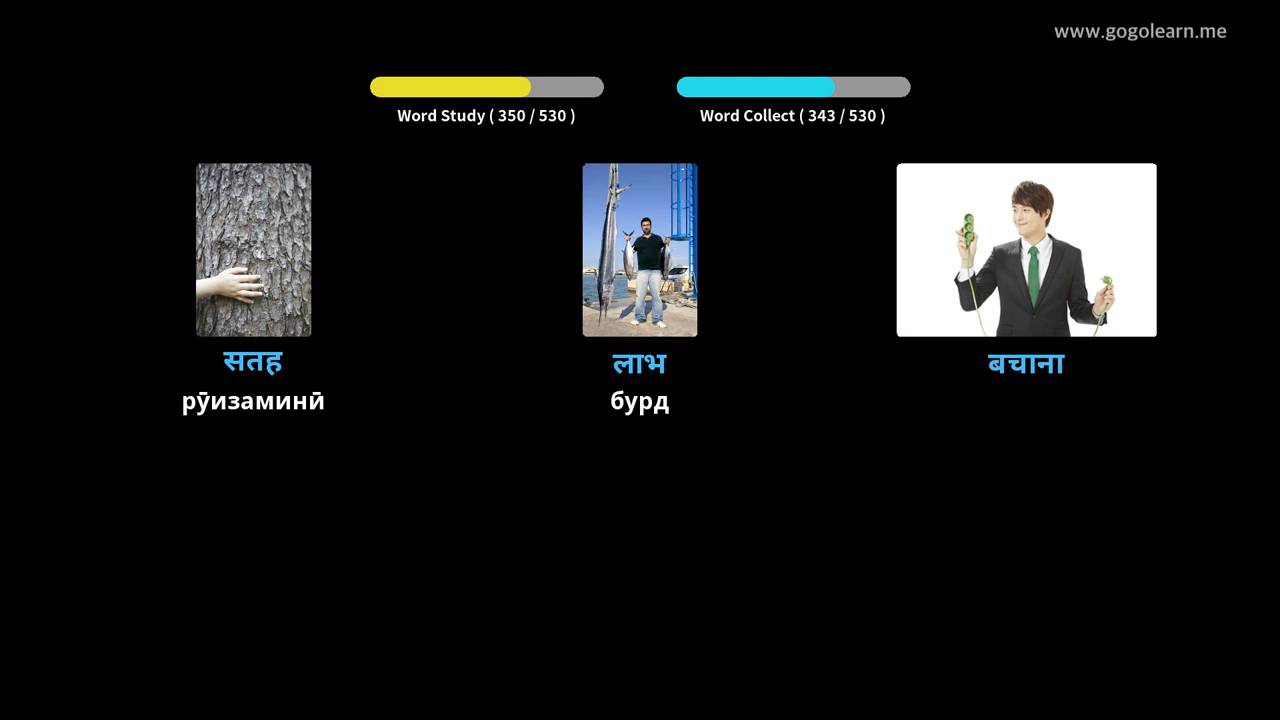 www.gogolearn.me
Word Study ( 350 / 530 )
Word Collect ( 343 / 530 )
सतह
рӯизаминӣ
लाभ
бурд
बचाना